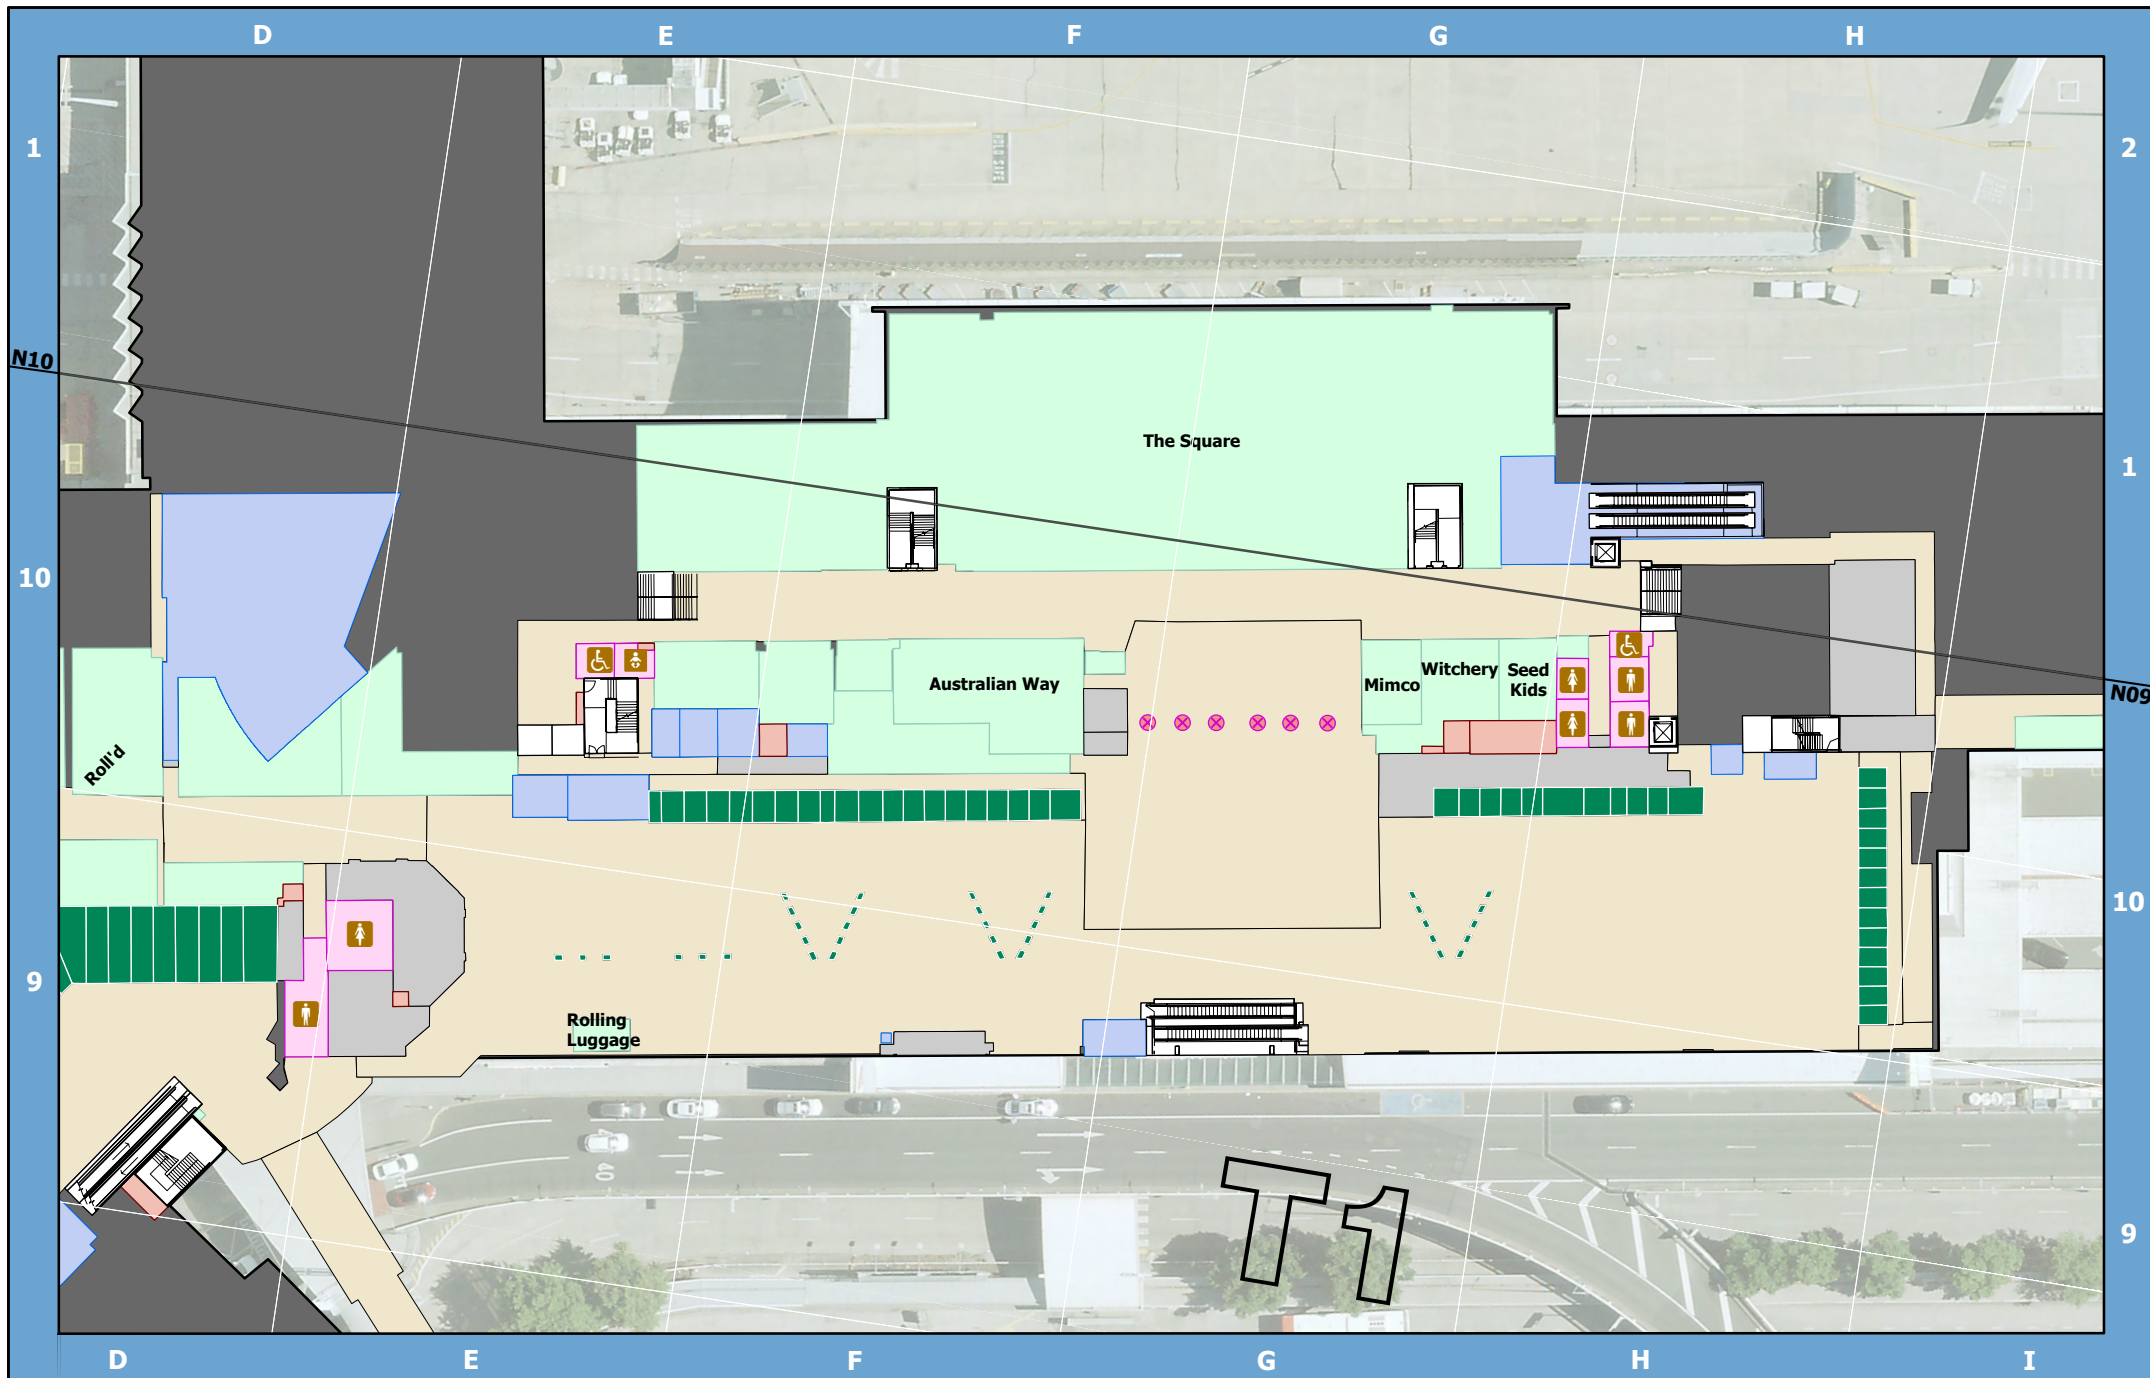 D E F G H
1 2
N10
The Square
1
10
Australian Way
Mimco
Witchery
Seed
Kids
N09
Roll'd
10
9
Rolling
Luggage
40
T1
9
D E F G H I